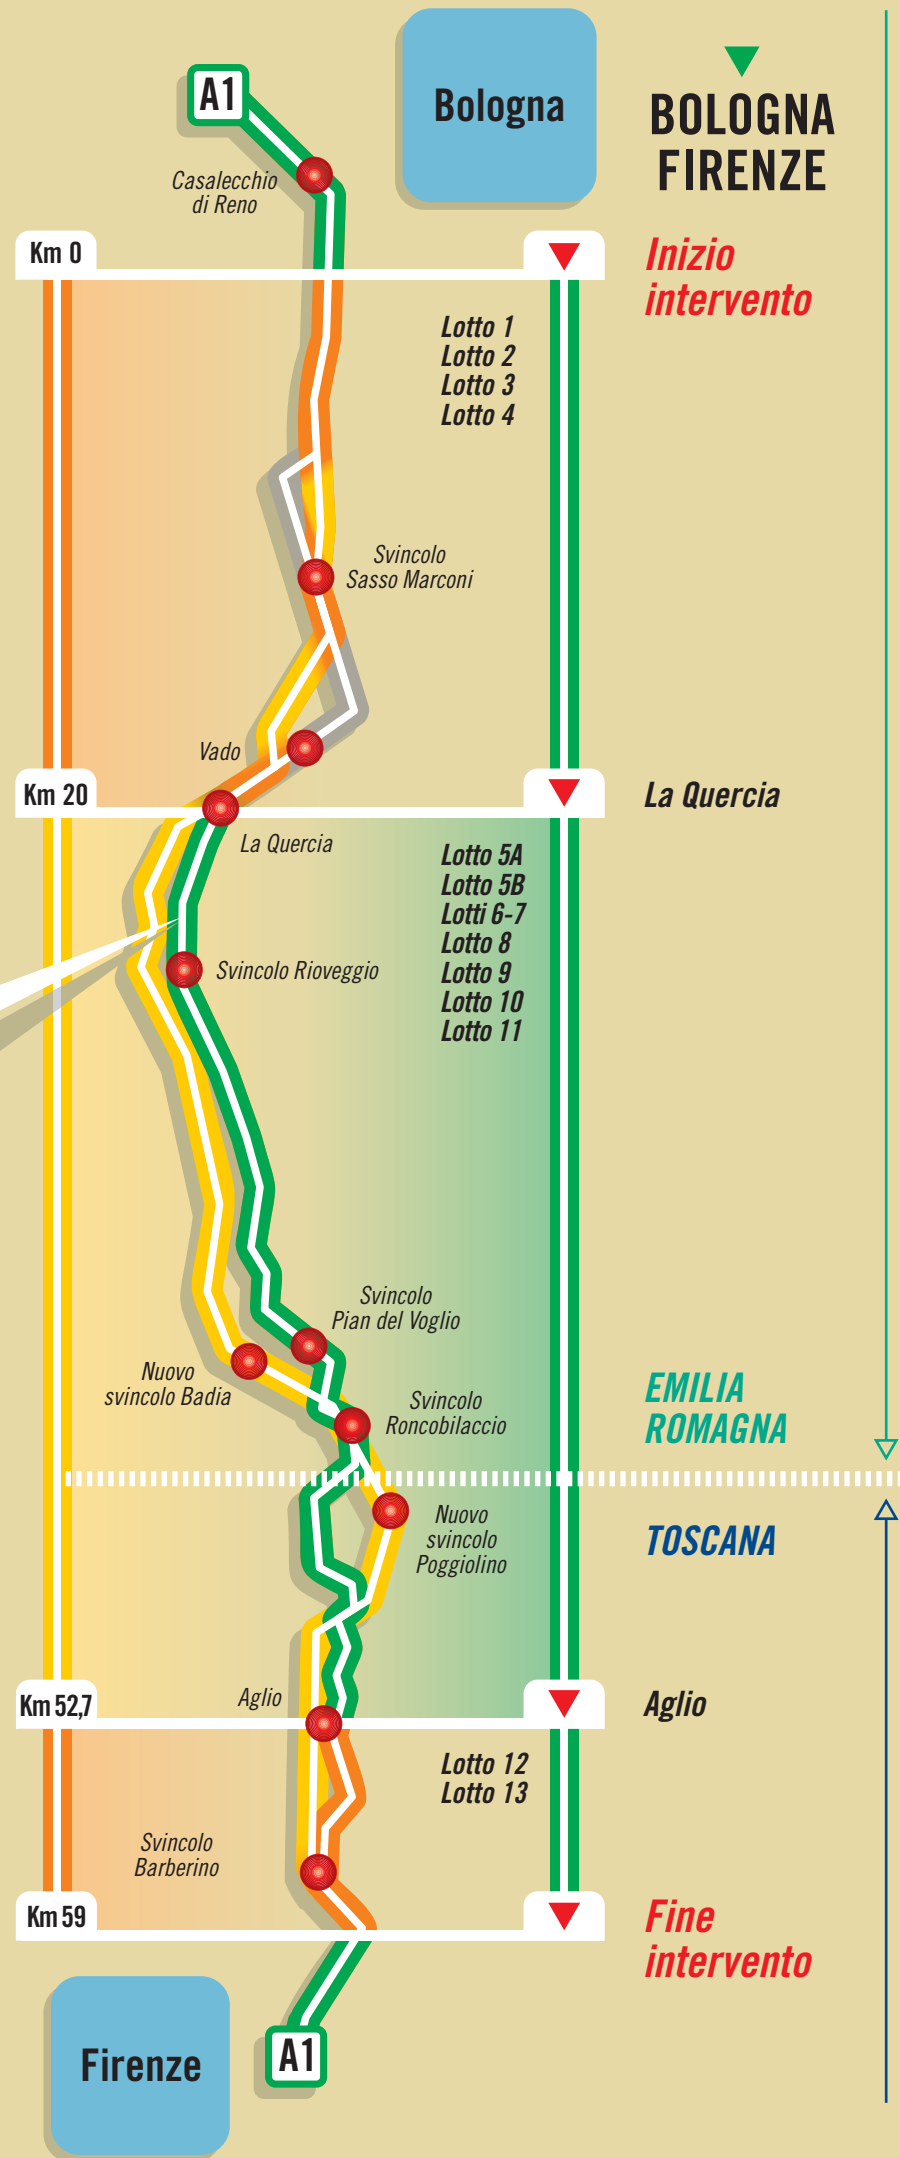 A1
Bologna
BOLOGNA
FIRENZE
Casalecchio
di Reno
Km 0
Inizio
intervento
Lotto 1
Lotto 2
Lotto 3
Lotto 4
Svincolo
Sasso Marconi
Vado
Km 20
La Quercia
La Quercia
Lotto 5A
Lotto 5B
Lotti 6-7
Lotto 8
Lotto 9
Lotto 10
Lotto 11
Svincolo Rioveggio
Svincolo
Pian del Voglio
Nuovo
svincolo Badia
Svincolo
Roncobilaccio
EMILIA
ROMAGNA
Nuovo
svincolo
Poggiolino
TOSCANA
Aglio
Km 52,7
Aglio
Lotto 12
Lotto 13
Svincolo
Barberino
Km 59
Fine
intervento
Firenze
A1